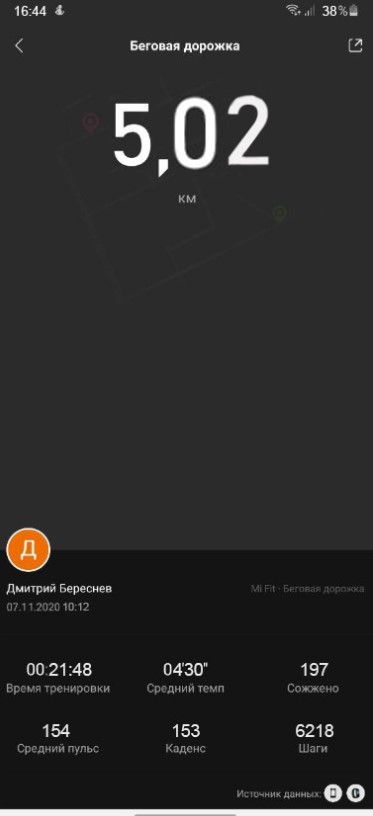 16:44 38%
Беговая дорожка
5,02
км
Д
Дмитрий Береснев
Mi Fit - Беговая дорожка
07.11.2020 10:12
00:21:48 04'30" 197
Время тренировки Средний темп Сожжено
154 153 6218
Средний пульс Каденс Шаги
Источник данных: